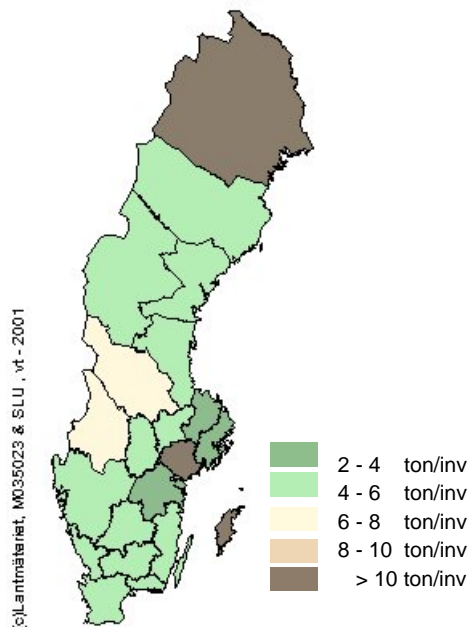 (c)Lantmäteriet, M035023 & SLU, vt - 2001
2 - 4 ton/inv
4 - 6 ton/inv
6 - 8 ton/inv
8 - 10 ton/inv
> 10 ton/inv